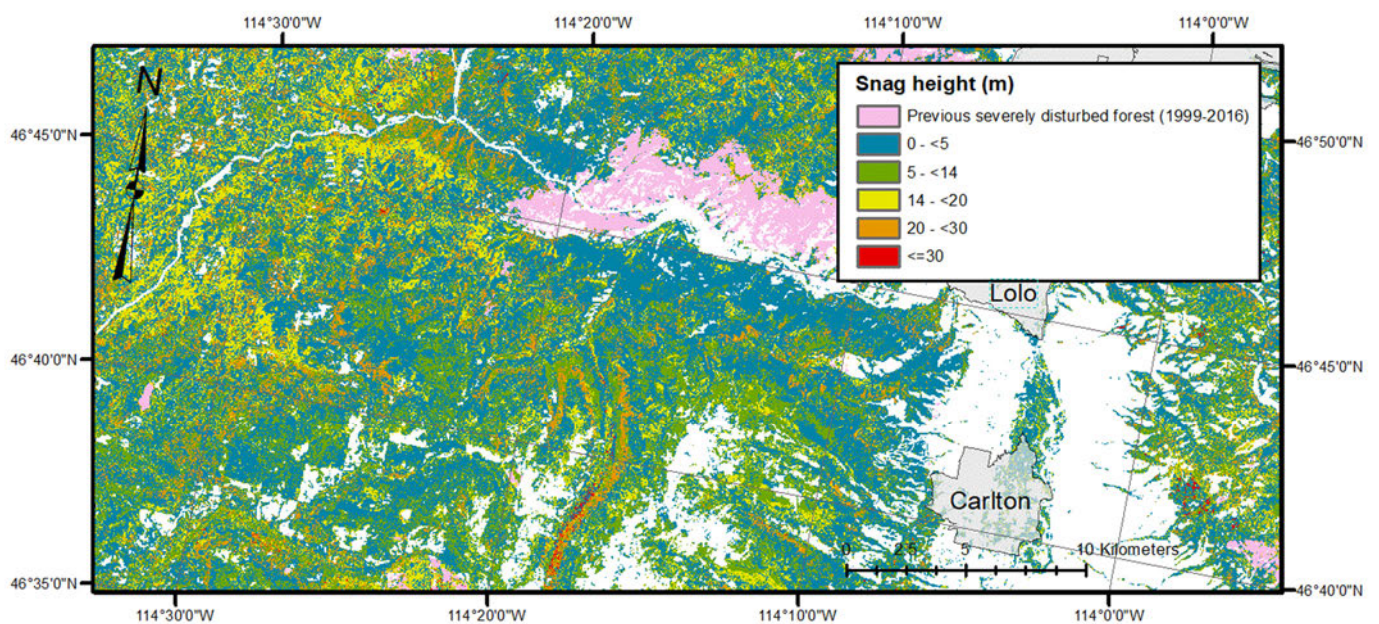 114°30'0"W 114°20'0"W 114°10'0"W 114°0'0"W
N
Snag height (m)
Previous severely disturbed forest (1999-2016)
0 - <5
5 - <14
14 - <20
20 - <30
<=30
46°45'0"N
46°50'0"N
Lolo
46°40'0"N
46°45'0"N
Carlton
0 2.5 5 10 Kilometers
46°35'0"N
46°40'0"N
114°30'0"W 114°20'0"W 114°10'0"W 114°0'0"W